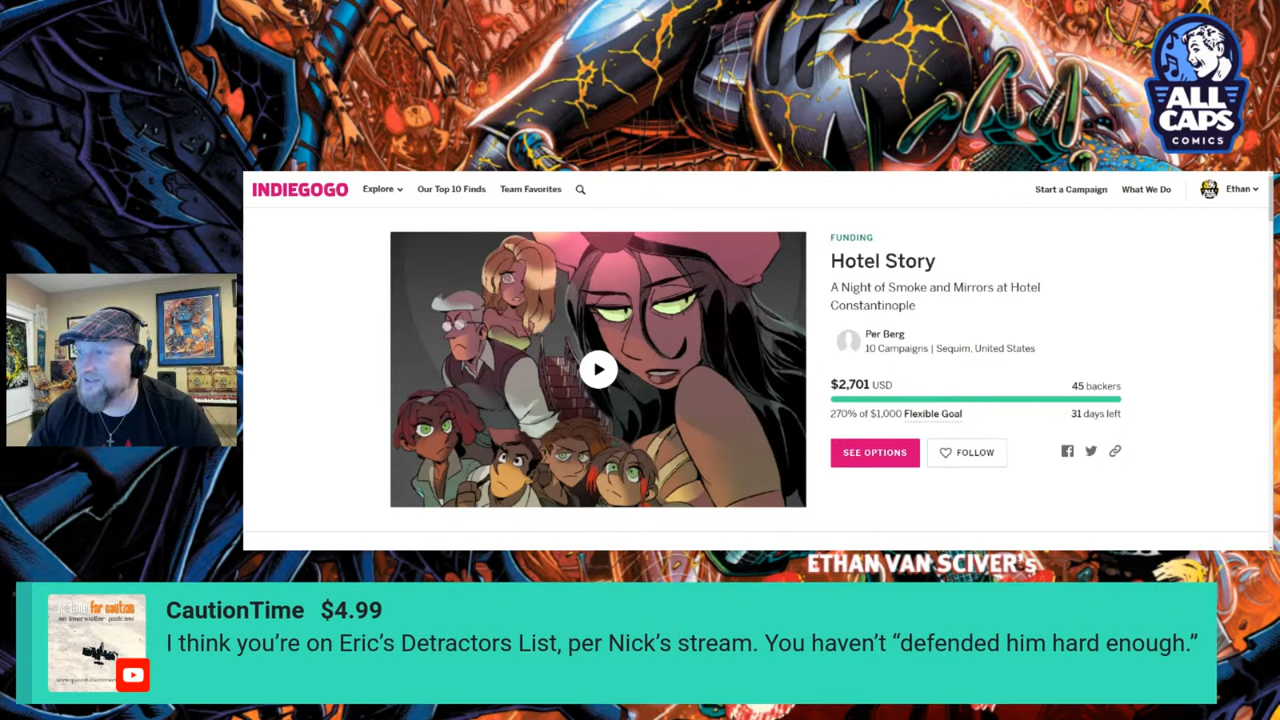 ALL
CAPS
COMICS
INDIEGOGO Explore Our Top 10 Finds Team Favorites Start a Campaign What We Do Ethan
FUNDING
Hotel Story
A Night of Smoke and Mirrors at Hotel
Constantinople
Per Berg
10 Campaigns | Sequim, United States
$2,701 USD 45 backers
270% of $1,000 Flexible Goal 31 days left
SEE OPTIONS FOLLOW
ETHAN VAN SCIVER's
CautionTime $4.99
I think you’re on Eric’s Detractors List, per Nick’s stream. You haven’t “defended him hard enough.”
for caution